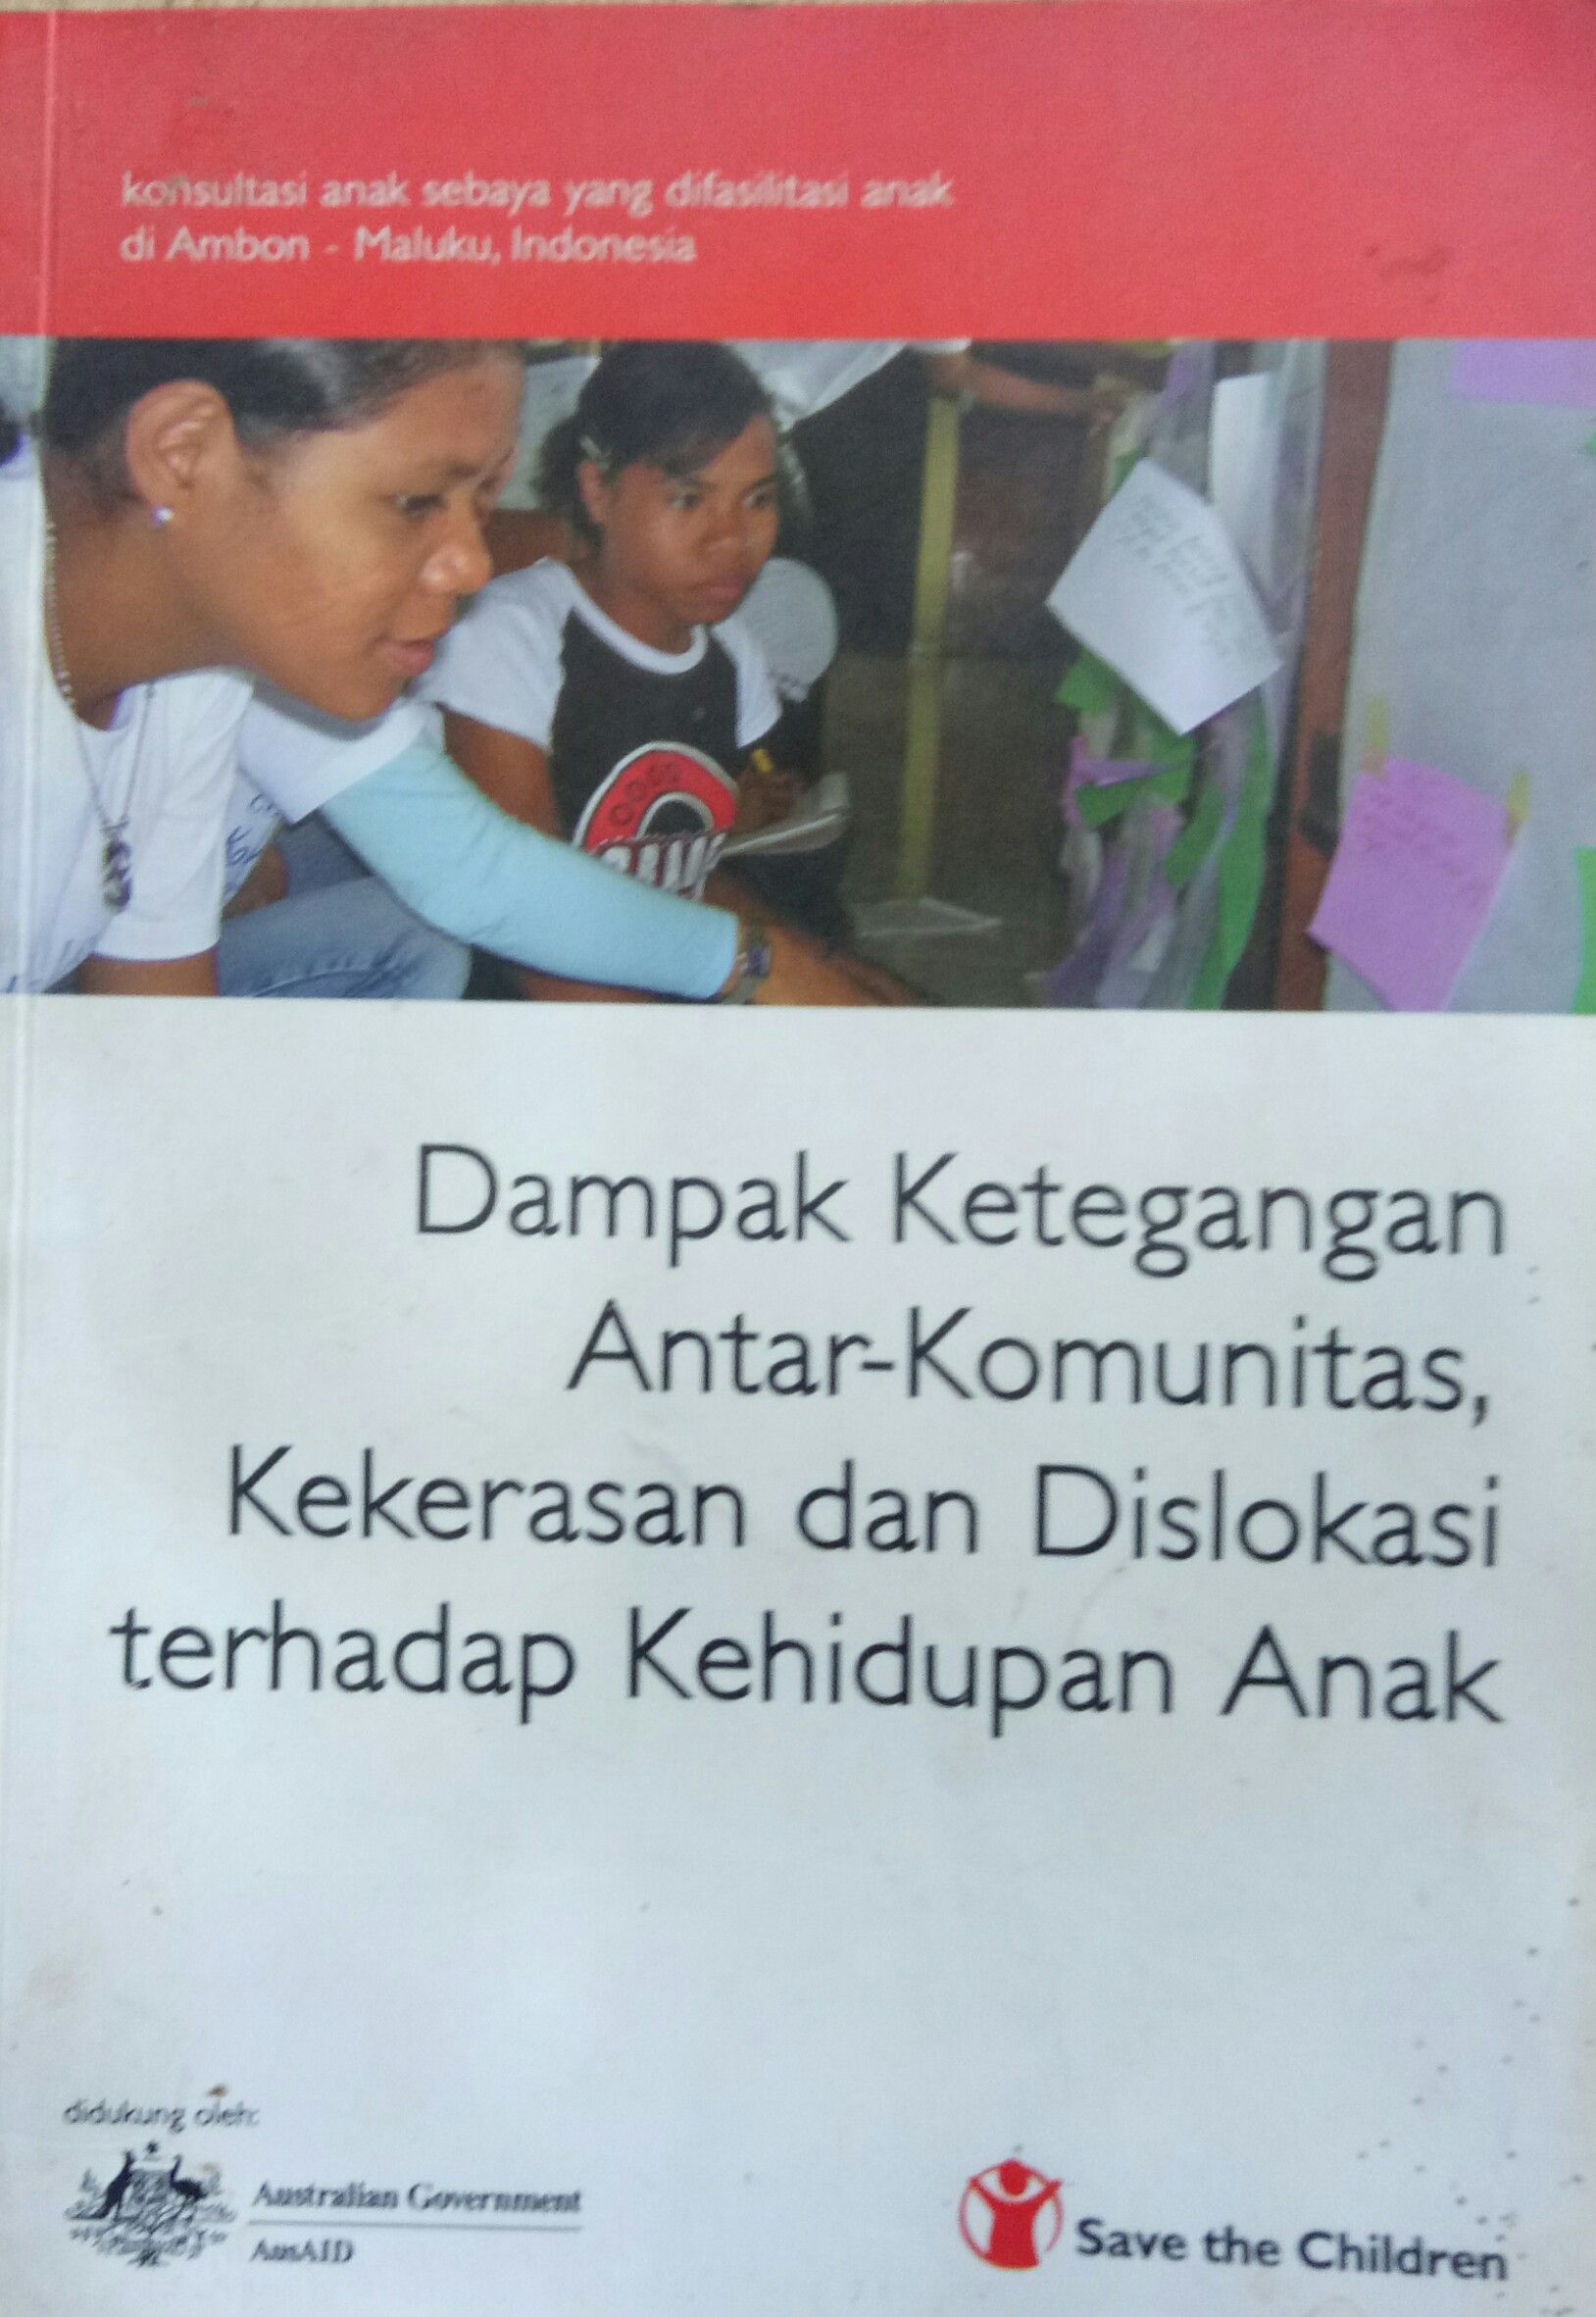 konsultasi anak sebaya yang difasilitasi anak
di Ambon - Maluku, Indonesia
Dampak Ketegangan
Antar-Komunitas,
Kekerasan dan Dislokasi
terhadap Kehidupan Anak
didukung oleh:
Australian Government
AusAID
Save the Children